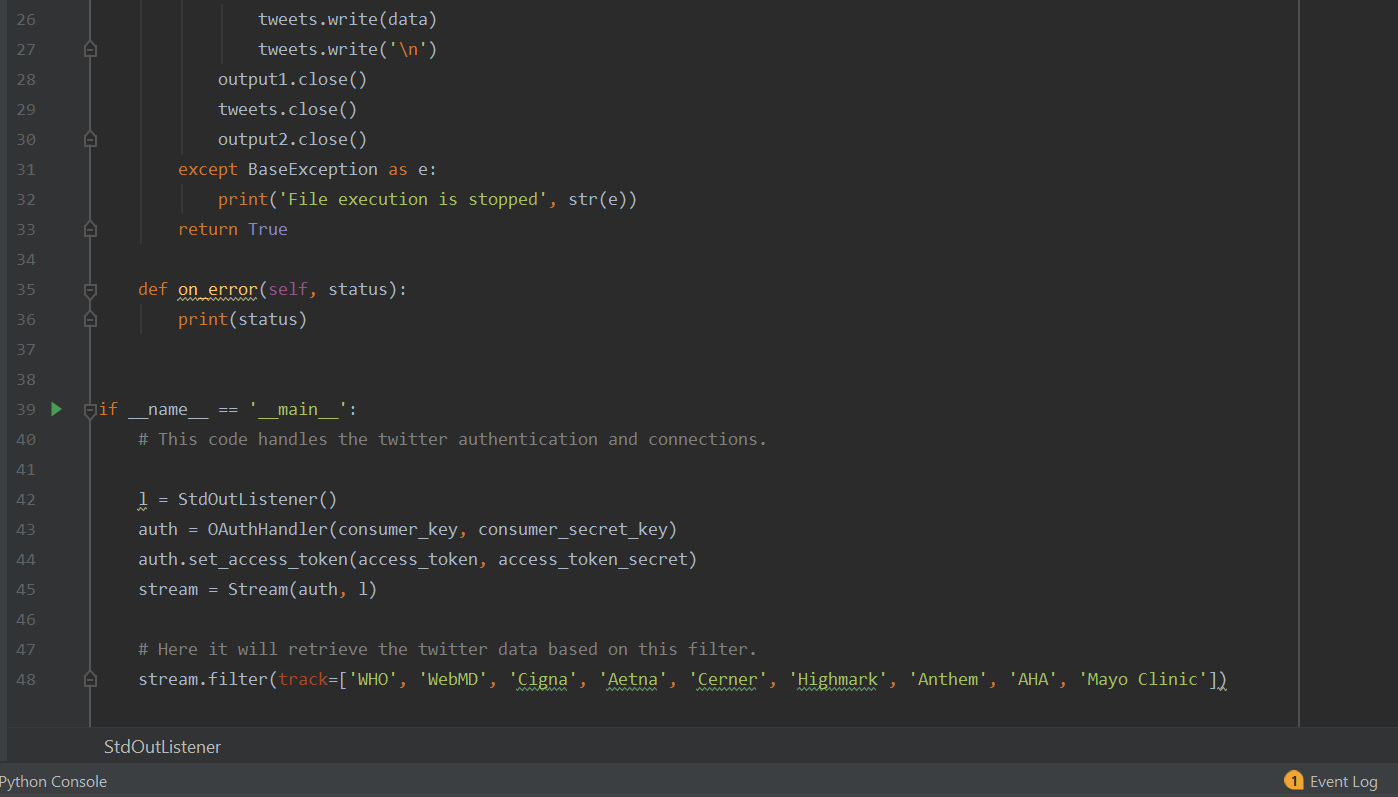 26 tweets.write(data)
27 tweets.write('\n')
28 output1.close()
29 tweets.close()
30 output2.close()
31 except BaseException as e:
32 print('File execution is stopped', str(e))
33 return True
34
35 def on_error(self, status):
36 print(status)
37
38
39 if __name__ == '__main__':
40 # This code handles the twitter authentication and connections.
41
42 l = StdOutListener()
43 auth = OAuthHandler(consumer_key, consumer_secret_key)
44 auth.set_access_token(access_token, access_token_secret)
45 stream = Stream(auth, l)
46
47 # Here it will retrieve the twitter data based on this filter.
48 stream.filter(track=['WHO', 'WebMD', 'Cigna', 'Aetna', 'Cerner', 'Highmark', 'Anthem', 'AHA', 'Mayo Clinic'])
StdOutListener
Python Console
1 Event Log